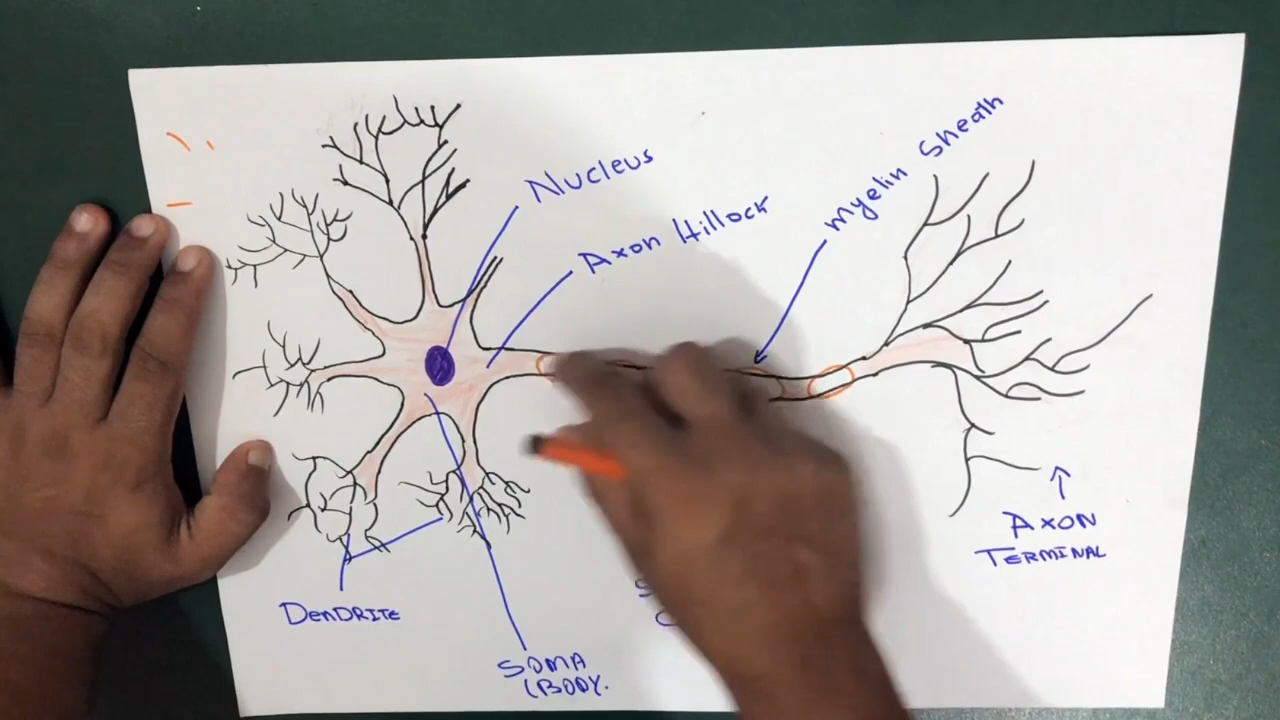 Nucleus
Axon Hillock
myelin Sheath
DENDRITE
SOMA
(BODY.
AXON
TERMINAL